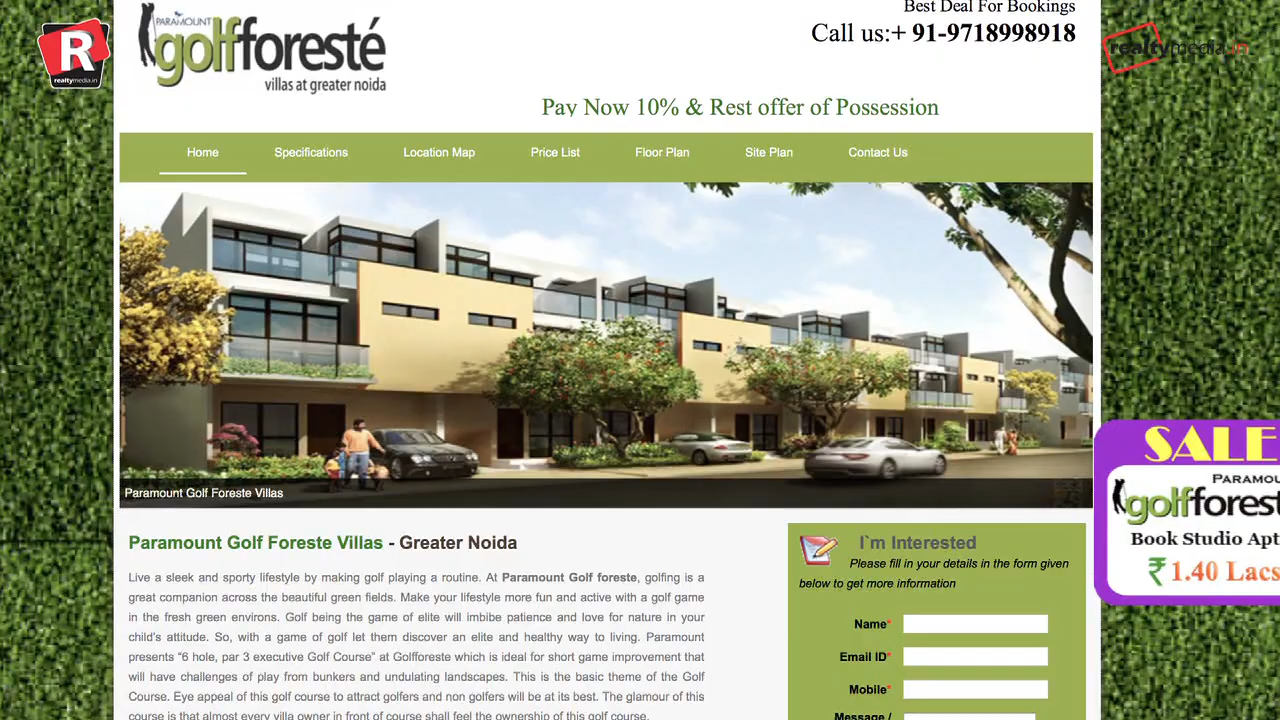 R
realtymedia.in
PARAMOUNT
golfforesté
villas at greater noida
Best Deal For Bookings
Call us:+ 91-9718998918
realtymedia.in
Pay Now 10% & Rest offer of Possession
Home Specifications Location Map Price List Floor Plan Site Plan Contact Us
Paramount Golf Foreste Villas
Paramount Golf Foreste Villas - Greater Noida
Live a sleek and sporty lifestyle by making golf playing a routine. At Paramount Golf foreste, golfing is a
great companion across the beautiful green fields. Make your lifestyle more fun and active with a golf game
in the fresh green environs. Golf being the game of elite will imbibe patience and love for nature in your
child's attitude. So, with a game of golf let them discover an elite and healthy way to living. Paramount
presents “6 hole, par 3 executive Golf Course” at Golfforeste which is ideal for short game improvement that
will have challenges of play from bunkers and undulating landscapes. This is the basic theme of the Golf
Course. Eye appeal of this golf course to attract golfers and non golfers will be at its best. The glamour of this
course is that almost every villa owner in front of course shall feel the ownership of this golf course.
I`m Interested
Please fill in your details in the form given
below to get more information
Name*
Email ID*
Mobile*
Message /
SALE
PARAMOU
golfforest
Book Studio Apt
₹ 1.40 Lacs